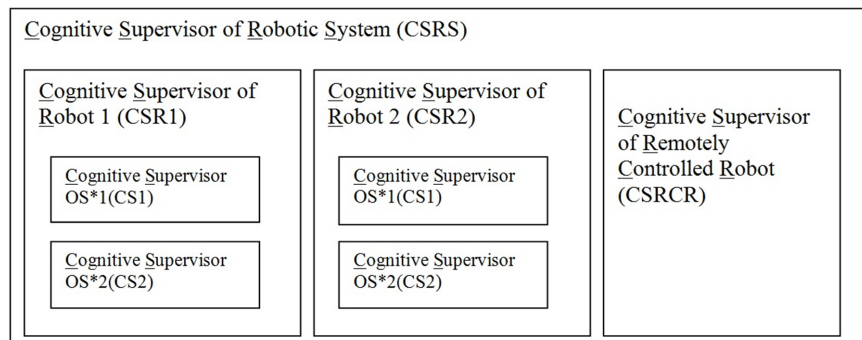 Cognitive Supervisor of Robotic System (CSRS)
Cognitive Supervisor of
Robot 1 (CSR1)
Cognitive Supervisor
OS*1(CS1)
Cognitive Supervisor
OS*2(CS2)
Cognitive Supervisor of
Robot 2 (CSR2)
Cognitive Supervisor
OS*1(CS1)
Cognitive Supervisor
OS*2(CS2)
Cognitive Supervisor
of Remotely
Controlled Robot
(CSRCR)